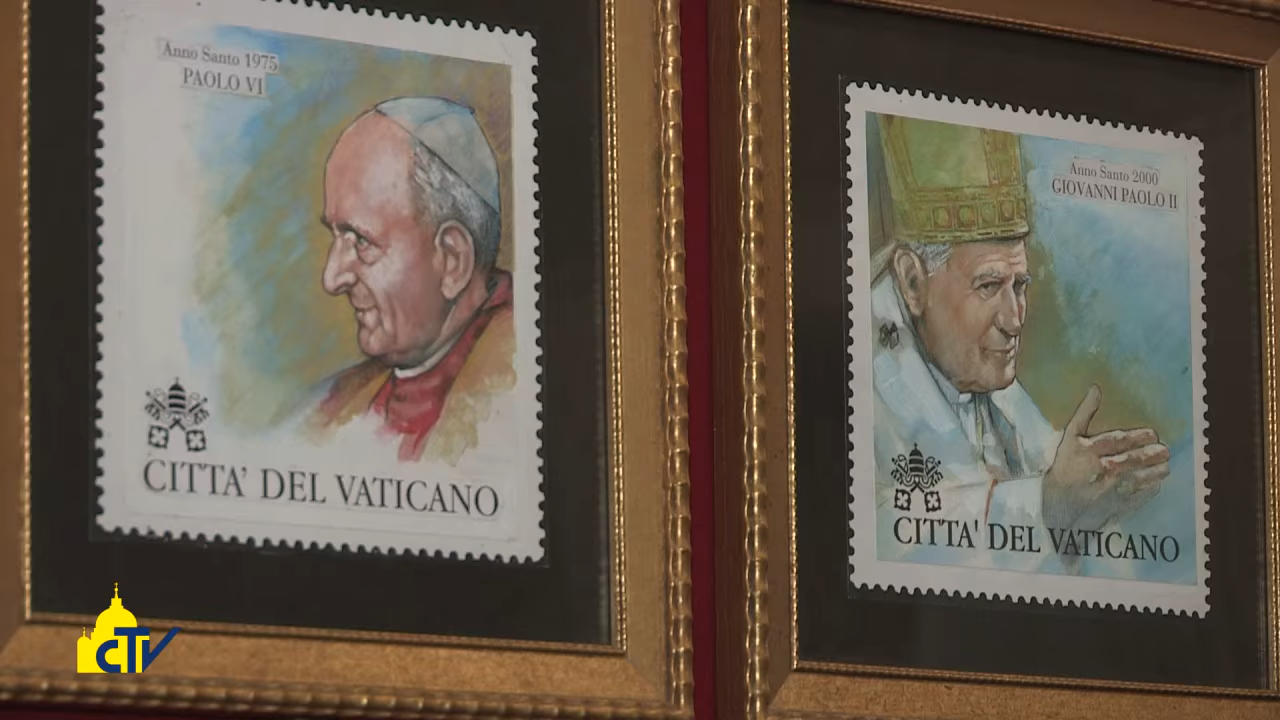 Anno Santo 1975
PAOLO VI
CITTA' DEL VATICANO
Anno Santo 2000
GIOVANNI PAOLO II
CITTA' DEL VATICANO
CTV